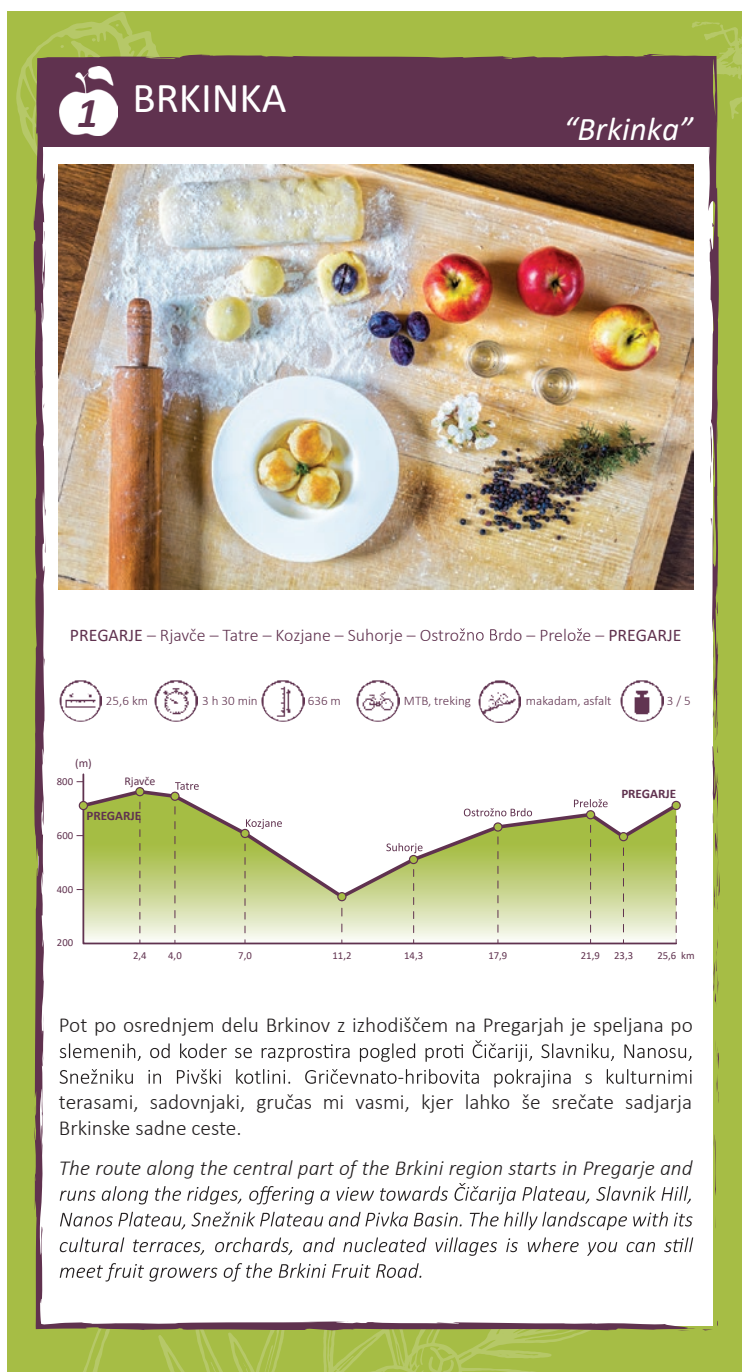 1 BRKINKA
“Brkinka”
PREGARJE – Rjavče – Tatre – Kozjane – Suhorje – Ostrožno Brdo – Prelože – PREGARJE
25,6 km 3 h 30 min 636 m MTB, treking makadam, asfalt 3 / 5
(m)
800
600
400
200
PREGARJE
Rjavče
Tatre
Kozjane
Suhorje
Ostrožno Brdo
Prelože
PREGARJE
2,4 4,0 7,0 11,2 14,3 17,9 21,9 23,3 25,6 km
Pot po osrednjem delu Brkinov z izhodiščem na Pregarjah je speljana po
slemenih, od koder se razprostira pogled proti Čičariji, Slavniku, Nanosu,
Snežniku in Pivški kotlini. Gričevnato-hribovita pokrajina s kulturnimi
terasami, sadovnjaki, gručas mi vasmi, kjer lahko še srečate sadjarja
Brkinske sadne ceste.
The route along the central part of the Brkini region starts in Pregarje and
runs along the ridges, offering a view towards Čičarija Plateau, Slavnik Hill,
Nanos Plateau, Snežnik Plateau and Pivka Basin. The hilly landscape with its
cultural terraces, orchards, and nucleated villages is where you can still
meet fruit growers of the Brkini Fruit Road.